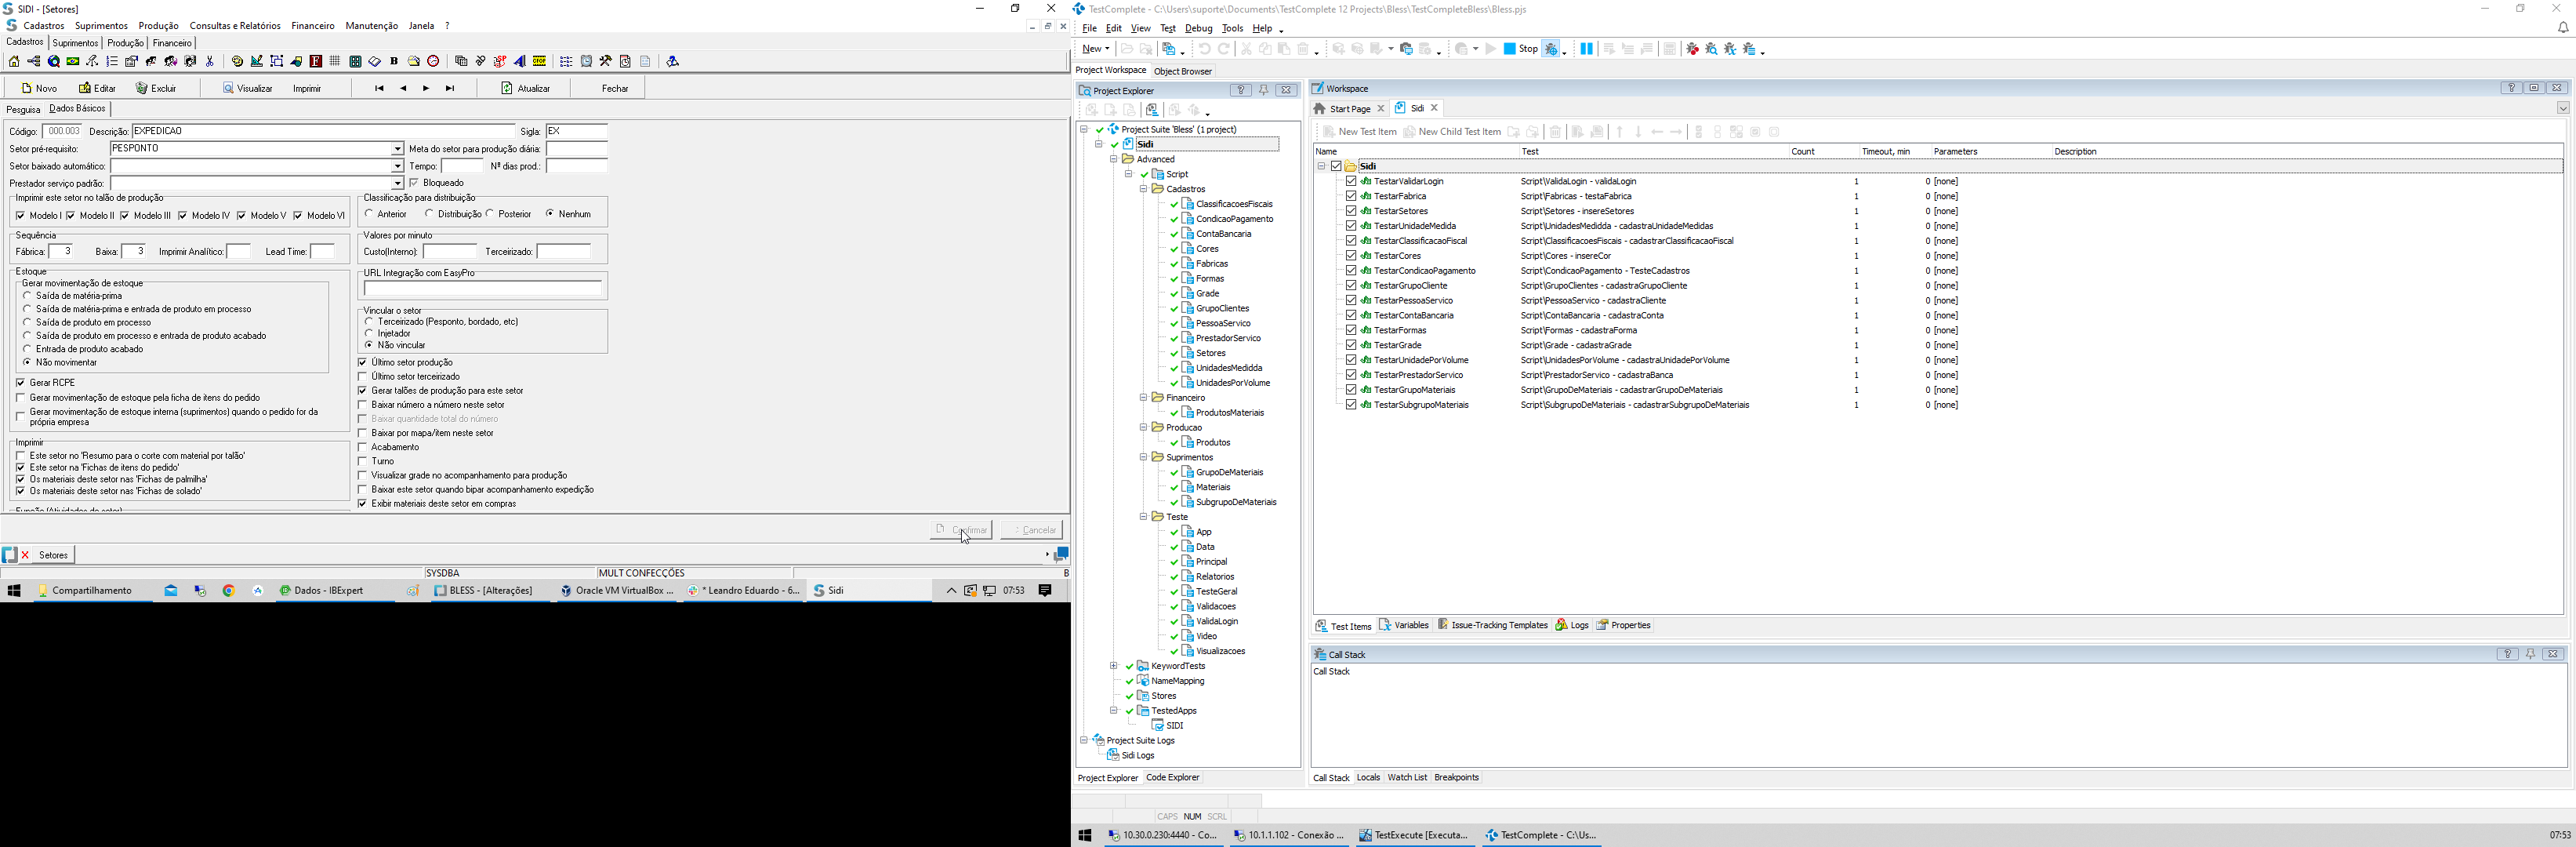 SIDI - [Setores]
Cadastros Suprimentos Produção Consultas e Relatórios Financeiro Manutenção Janela ?
Cadastros Suprimentos Produção Financeiro
Novo Editar Excluir Visualizar Imprimir Atualizar Fechar
Pesquisa Dados Básicos
Código: 000.003 Descrição: EXPEDICAO Sigla: EX
Setor pré-requisito: PESPONTO Meta do setor para produção diária:
Setor baixado automático: Tempo: Nº dias prod.:
Prestador serviço padrão: Bloqueado
Imprimir este setor no talão de produção
Modelo I Modelo II Modelo III Modelo IV Modelo V Modelo VI
Classificação para distribuição
Anterior Distribuição Posterior Nenhum
Sequência
Fábrica: 3 Baixa: 3 Imprimir Analítico: Lead Time:
Valores por minuto
Custo(Interno): Terceirizado:
Estoque
Gerar movimentação de estoque
Saída de matéria-prima
Saída de matéria-prima e entrada de produto em processo
Saída de produto em processo
Saída de produto em processo e entrada de produto acabado
Entrada de produto acabado
Não movimentar
Gerar RCPE
Gerar movimentação de estoque pela ficha de itens do pedido
Gerar movimentação de estoque interna (suprimentos) quando o pedido for da
própria empresa
Imprimir
Este setor no 'Resumo para o corte com material por talão'
Este setor na 'Fichas de itens do pedido'
Os materiais deste setor nas 'Fichas de palmilha'
Os materiais deste setor nas 'Fichas de solado'
Função (Atividades do setor)
URL Integração com EasyPro
Vincular o setor
Terceirizado (Pesponto, bordado, etc)
Injetador
Não vincular
Último setor produção
Último setor terceirizado
Gerar talões de produção para este setor
Baixar número a número neste setor
Baixar quantidade total do número
Baixar por mapa/item neste setor
Acabamento
Turno
Visualizar grade no acompanhamento para produção
Baixar este setor quando bipar acompanhamento expedição
Exibir materiais deste setor em compras
Confirmar Cancelar
Setores
SYSDBA MULT CONFECÇÕES B
Compartilhamento Dados - IBExpert BLESS - [Alterações] Oracle VM VirtualBox ... * Leandro Eduardo - 6... Sidi 07:53
TestComplete - C:\Users\suporte\Documents\TestComplete 12 Projects\Bless\TestCompleteBless\Bless.pjs
File Edit View Test Debug Tools Help
New Stop
Project Workspace Object Browser
Project Explorer
Project Suite 'Bless' (1 project)
Sidi
Advanced
Script
Cadastros
ClassificacoesFiscais
CondicaoPagamento
ContaBancaria
Cores
Fabricas
Formas
Grade
GrupoClientes
PessoaServico
PrestadorServico
Setores
UnidadesMedidda
UnidadesPorVolume
Financeiro
ProdutosMateriais
Producao
Produtos
Suprimentos
GrupoDeMateriais
Materiais
SubgrupoDeMateriais
Teste
App
Data
Principal
Relatorios
TesteGeral
Validacoes
ValidaLogin
Video
Visualizacoes
KeywordTests
NameMapping
Stores
TestedApps
SIDI
Project Suite Logs
Sidi Logs
Project Explorer Code Explorer
Workspace
Start Page Sidi
New Test Item New Child Test Item
Name Test Count Timeout, min Parameters Description
Sidi
TestarValidarLogin Script\ValidaLogin - validaLogin 1 0 [none]
TestarFabrica Script\Fabricas - testaFabrica 1 0 [none]
TestarSetores Script\Setores - insereSetores 1 0 [none]
TestarUnidadeMedida Script\UnidadesMedidda - cadastraUnidadeMedidas 1 0 [none]
TestarClassificacaoFiscal Script\ClassificacoesFiscais - cadastrarClassificacaoFiscal 1 0 [none]
TestarCores Script\Cores - insereCor 1 0 [none]
TestarCondicaoPagamento Script\CondicaoPagamento - TesteCadastros 1 0 [none]
TestarGrupoCliente Script\GrupoClientes - cadastraGrupoCliente 1 0 [none]
TestarPessoaServico Script\PessoaServico - cadastraCliente 1 0 [none]
TestarContaBancaria Script\ContaBancaria - cadastraConta 1 0 [none]
TestarFormas Script\Formas - cadastraForma 1 0 [none]
TestarGrade Script\Grade - cadastraGrade 1 0 [none]
TestarUnidadePorVolume Script\UnidadesPorVolume - cadastraUnidadePorVolume 1 0 [none]
TestarPrestadorServico Script\PrestadorServico - cadastraBanca 1 0 [none]
TestarGrupoMateriais Script\GrupoDeMateriais - cadastrarGrupoDeMateriais 1 0 [none]
TestarSubgrupoMateriais Script\SubgrupoDeMateriais - cadastrarSubgrupoDeMateriais 1 0 [none]
Test Items Variables Issue-Tracking Templates Logs Properties
Call Stack
Call Stack
Call Stack Locals Watch List Breakpoints
CAPS NUM SCRL
10.30.0.230:4440 - Co... 10.1.1.102 - Conexão ... TestExecute [Executa... TestComplete - C:\Us... 07:53